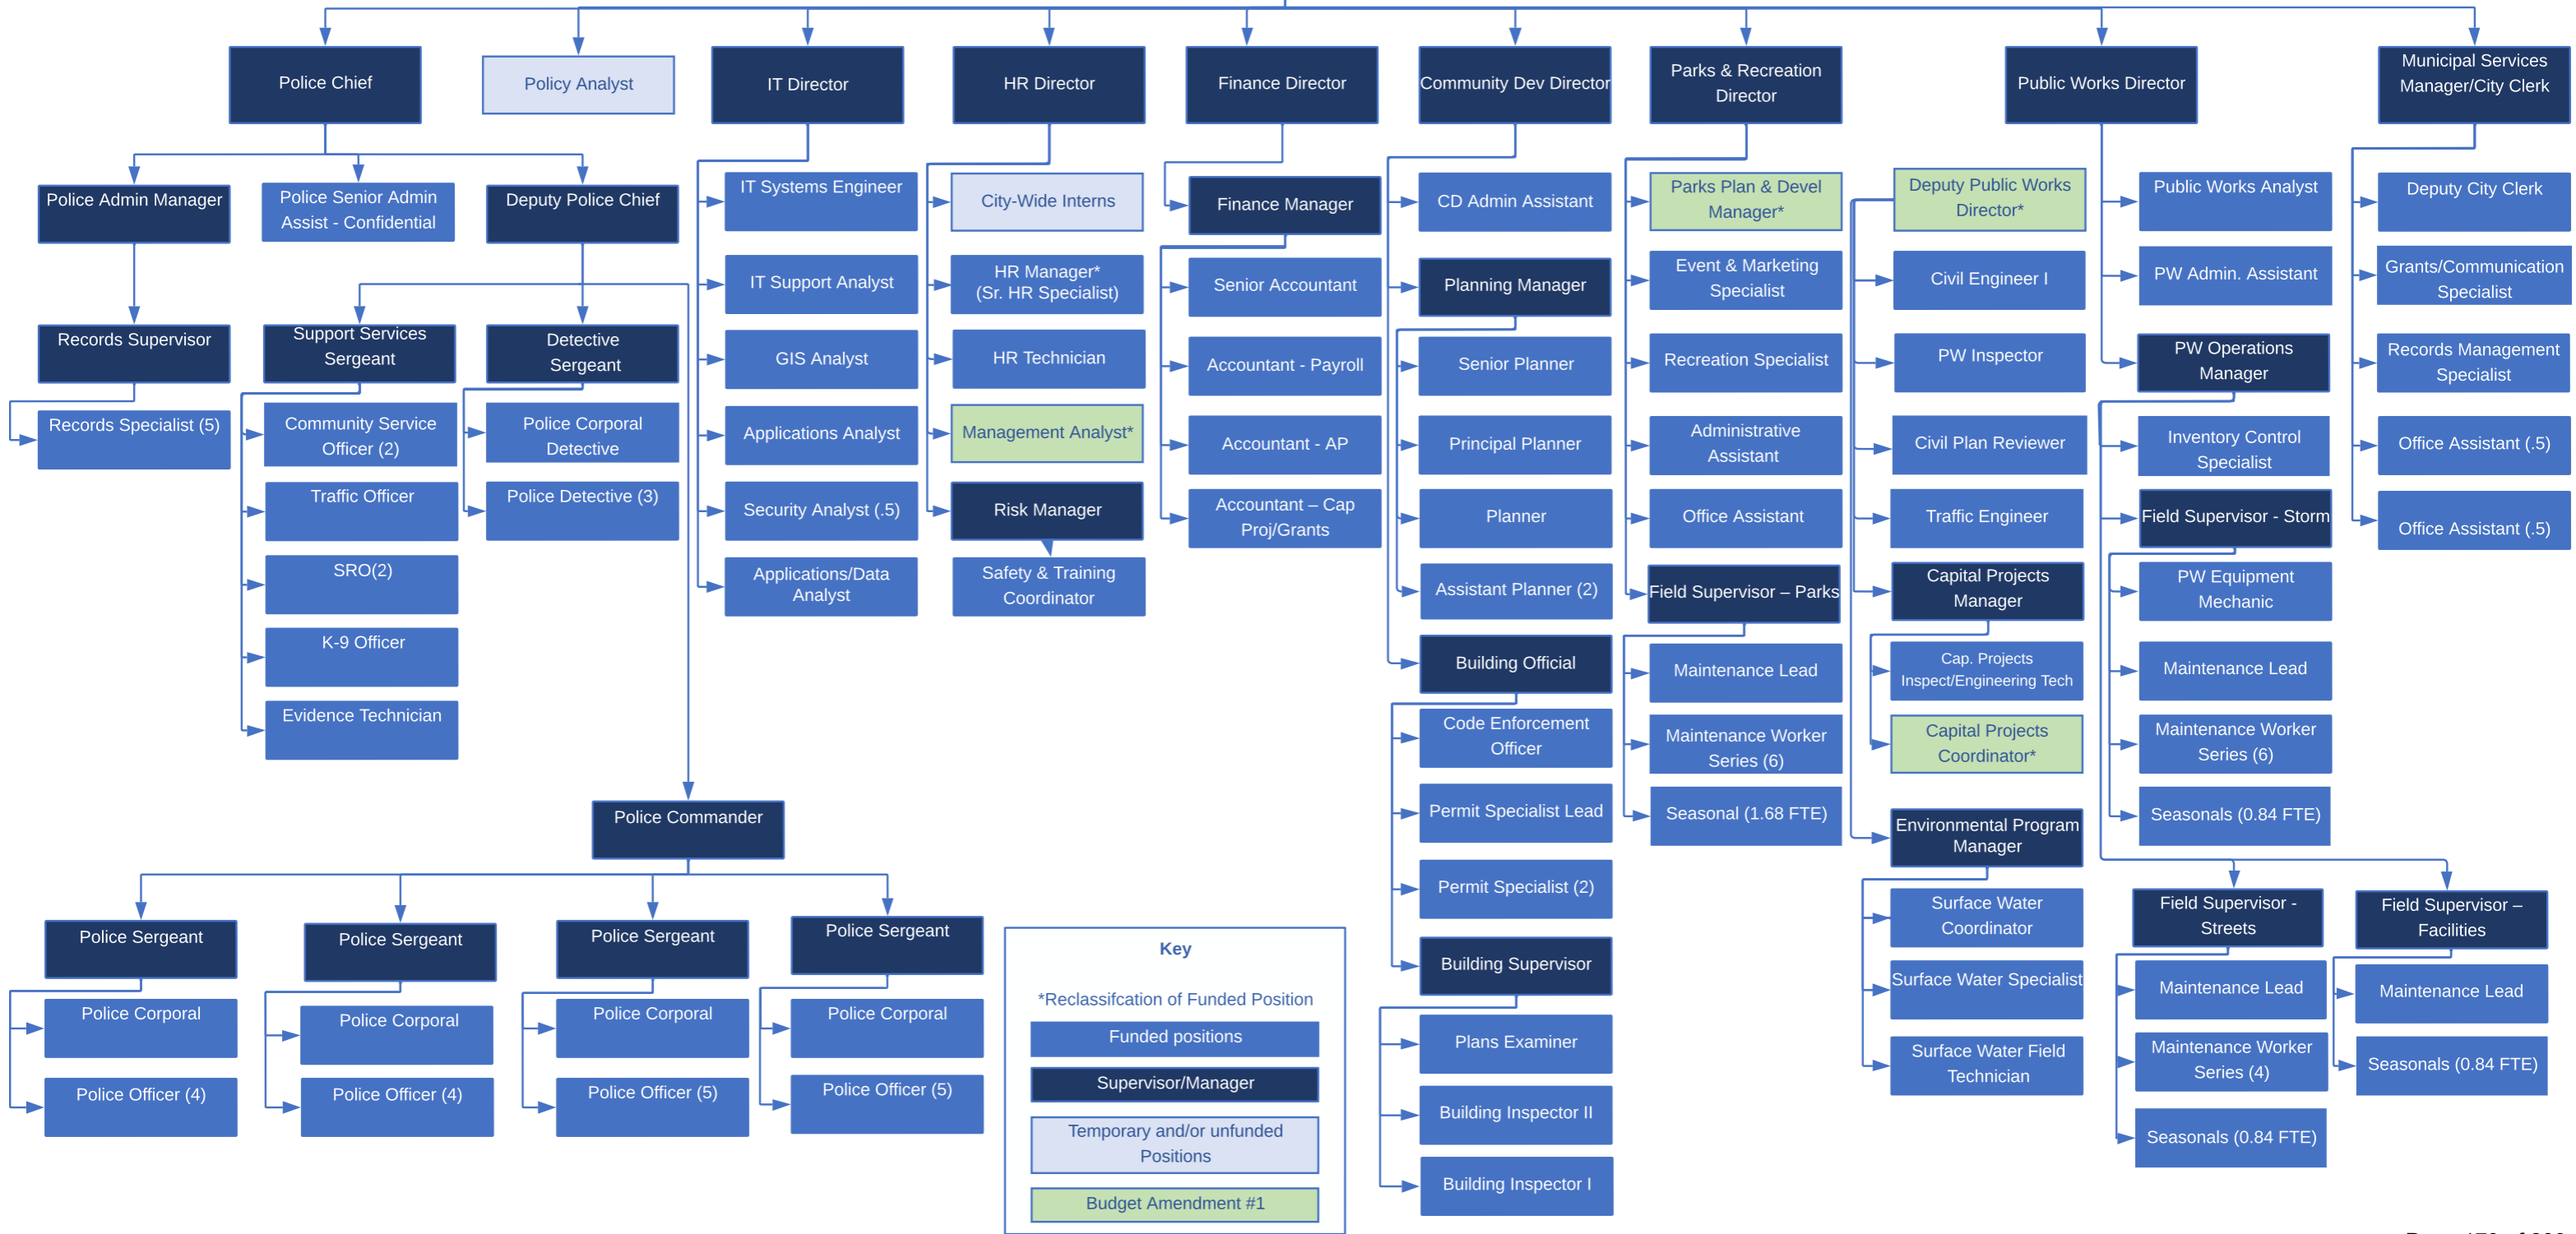 Police Chief
Policy Analyst
IT Director
HR Director
Finance Director
Community Dev Director
Parks & Recreation
Director
Public Works Director
Municipal Services
Manager/City Clerk
Police Admin Manager
Police Senior Admin
Assist - Confidential
Deputy Police Chief
Records Supervisor
Support Services
Sergeant
Detective
Sergeant
Records Specialist (5)
Community Service
Officer (2)
Traffic Officer
SRO(2)
K-9 Officer
Evidence Technician
Police Corporal
Detective
Police Detective (3)
Police Commander
Police Sergeant
Police Corporal
Police Officer (4)
Police Sergeant
Police Corporal
Police Officer (4)
Police Sergeant
Police Corporal
Police Officer (5)
Police Sergeant
Police Corporal
Police Officer (5)
IT Systems Engineer
IT Support Analyst
GIS Analyst
Applications Analyst
Security Analyst (.5)
Applications/Data
Analyst
City-Wide Interns
HR Manager*
(Sr. HR Specialist)
HR Technician
Management Analyst*
Risk Manager
Safety & Training
Coordinator
Finance Manager
Senior Accountant
Accountant - Payroll
Accountant - AP
Accountant – Cap
Proj/Grants
CD Admin Assistant
Planning Manager
Senior Planner
Principal Planner
Planner
Assistant Planner (2)
Building Official
Code Enforcement
Officer
Permit Specialist Lead
Permit Specialist (2)
Building Supervisor
Plans Examiner
Building Inspector II
Building Inspector I
Parks Plan & Devel
Manager*
Event & Marketing
Specialist
Recreation Specialist
Administrative
Assistant
Office Assistant
Field Supervisor – Parks
Maintenance Lead
Maintenance Worker
Series (6)
Seasonal (1.68 FTE)
Deputy Public Works
Director*
Civil Engineer I
PW Inspector
Civil Plan Reviewer
Traffic Engineer
Capital Projects
Manager
Cap. Projects
Inspect/Engineering Tech
Capital Projects
Coordinator*
Environmental Program
Manager
Surface Water
Coordinator
Surface Water Specialist
Surface Water Field
Technician
Public Works Analyst
PW Admin. Assistant
PW Operations
Manager
Inventory Control
Specialist
Field Supervisor - Storm
PW Equipment
Mechanic
Maintenance Lead
Maintenance Worker
Series (6)
Seasonals (0.84 FTE)
Field Supervisor -
Streets
Maintenance Lead
Maintenance Worker
Series (4)
Seasonals (0.84 FTE)
Field Supervisor –
Facilities
Maintenance Lead
Seasonals (0.84 FTE)
Deputy City Clerk
Grants/Communication
Specialist
Records Management
Specialist
Office Assistant (.5)
Office Assistant (.5)
Key
*Reclassifcation of Funded Position
Funded positions
Supervisor/Manager
Temporary and/or unfunded
Positions
Budget Amendment #1